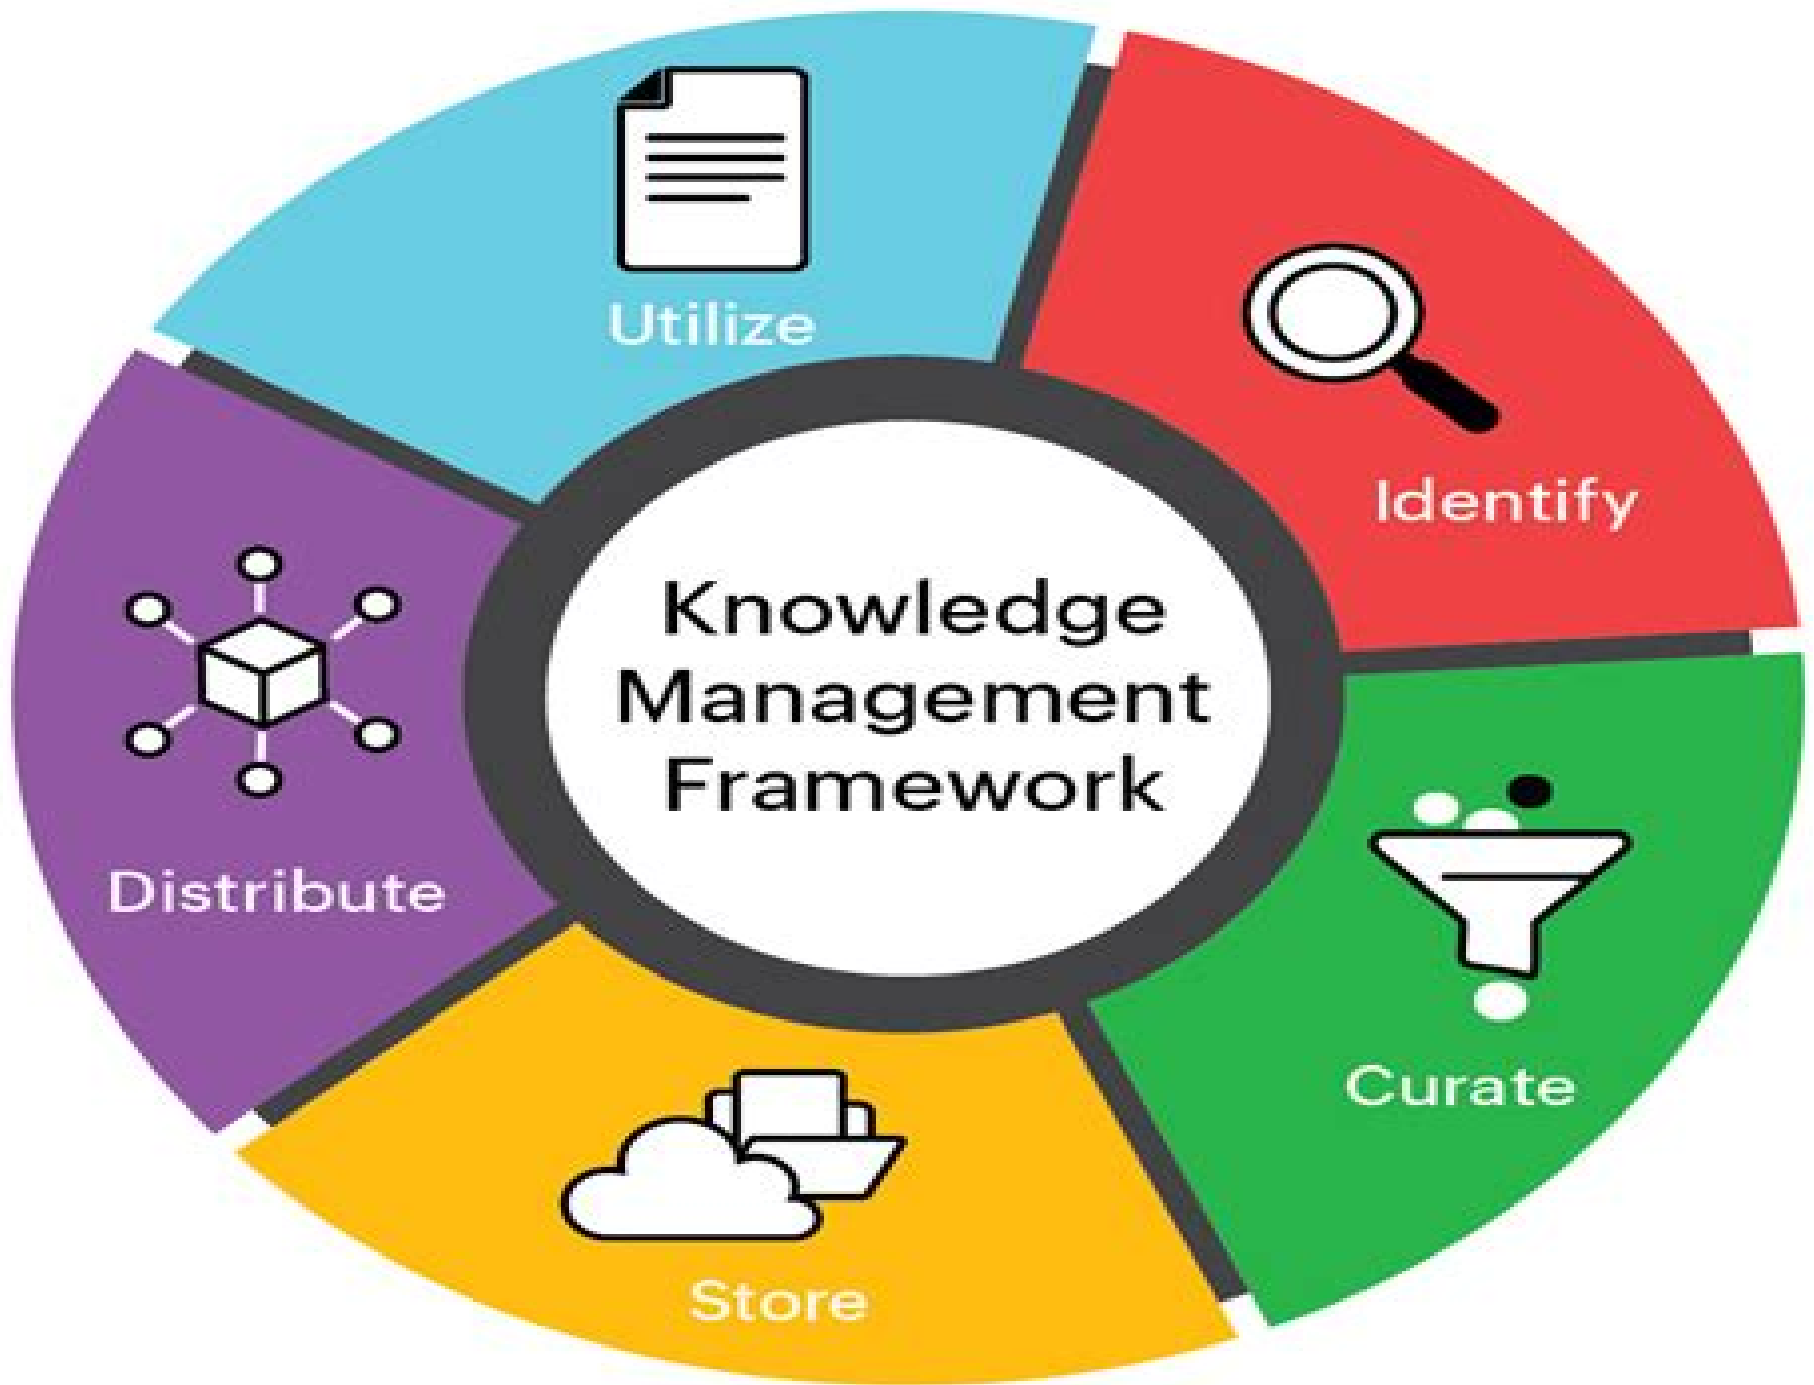 Utilize
Identify
Knowledge
Management
Framework
Distribute
Curate
Store